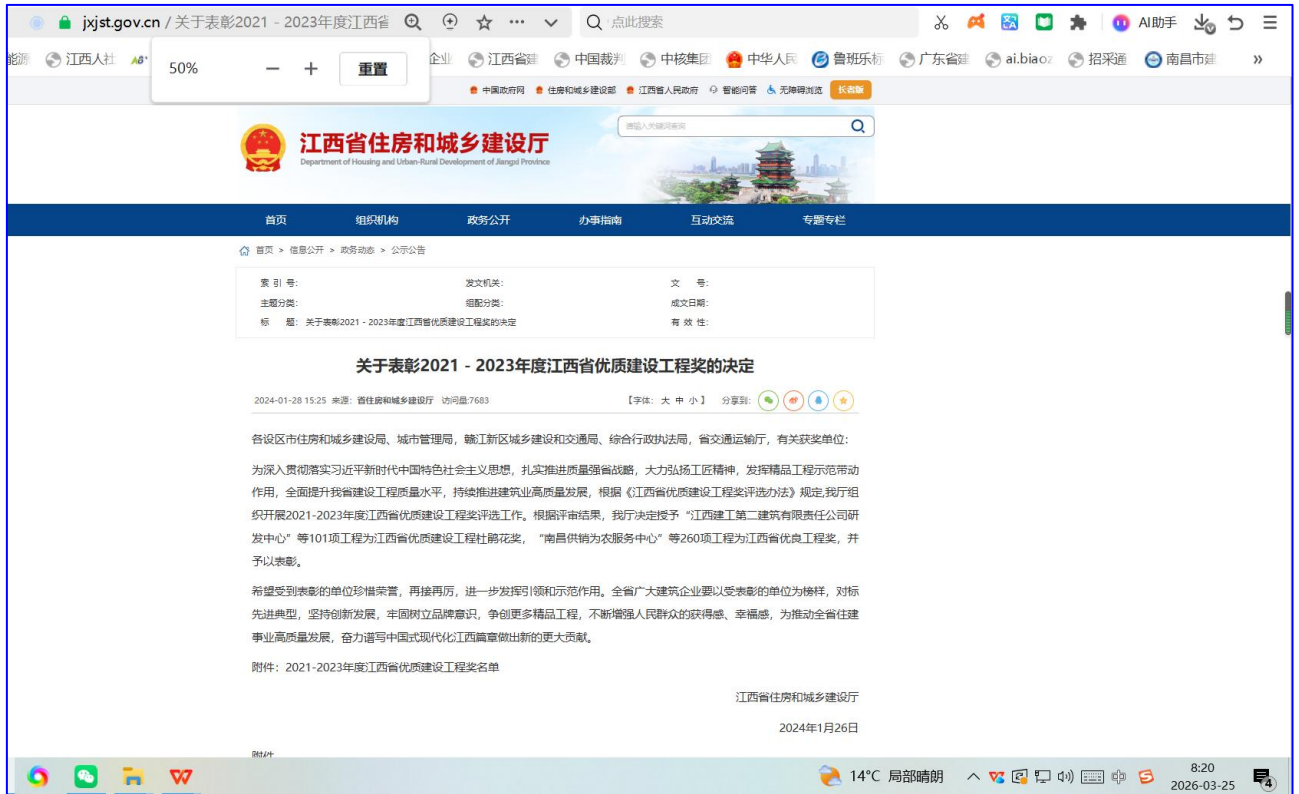 jxjst.gov.cn / 关于表彰2021 - 2023年度江西省 点此搜索 AI助手
能源 江西人社 企业 江西省建 中国裁判 中核集团 中华人民 鲁班乐标 广东省建 ai.biaoz 招采通 南昌市建 »
50% − + 重置
中国政府网 住房和城乡建设部 江西省人民政府 智能问答 无障碍浏览 长者版
请输入关键词查询
江西省住房和城乡建设厅
Department of Housing and Urban-Rural Development of Jiangxi Province
首页 组织机构 政务公开 办事指南 互动交流 专题专栏
首页 > 信息公开 > 政务动态 > 公示公告
索 引 号： 发文机关： 文 号：
主题分类： 组配分类： 成文日期：
标 题： 关于表彰2021 - 2023年度江西省优质建设工程奖的决定 有 效 性：
关于表彰2021 - 2023年度江西省优质建设工程奖的决定
2024-01-28 15:25 来源：省住房和城乡建设厅 访问量:7683 【字体：大 中 小】 分享到：
各设区市住房和城乡建设局、城市管理局，赣江新区城乡建设和交通局、综合行政执法局，省交通运输厅，有关获奖单位：
为深入贯彻落实习近平新时代中国特色社会主义思想，扎实推进质量强省战略，大力弘扬工匠精神，发挥精品工程示范带动
作用，全面提升我省建设工程质量水平，持续推进建筑业高质量发展，根据《江西省优质建设工程奖评选办法》规定,我厅组
织开展2021-2023年度江西省优质建设工程奖评选工作。根据评审结果，我厅决定授予“江西建工第二建筑有限责任公司研
发中心”等101项工程为江西省优质建设工程杜鹃花奖，“南昌供销为农服务中心”等260项工程为江西省优良工程奖，并
予以表彰。
希望受到表彰的单位珍惜荣誉，再接再厉，进一步发挥引领和示范作用。全省广大建筑企业要以受表彰的单位为榜样，对标
先进典型，坚持创新发展，牢固树立品牌意识，争创更多精品工程，不断增强人民群众的获得感、幸福感，为推动全省住建
事业高质量发展，奋力谱写中国式现代化江西篇章做出新的更大贡献。
附件：2021-2023年度江西省优质建设工程奖名单
江西省住房和城乡建设厅
2024年1月26日
附件
14°C 局部晴朗 中 8:20
2026-03-25 4